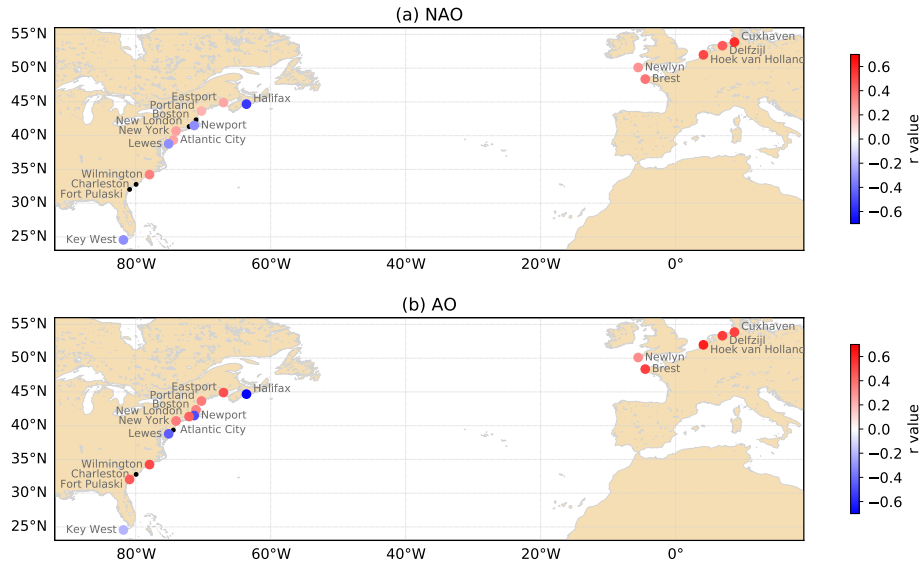 (a) NAO
55°N
50°N
45°N
40°N
35°N
30°N
25°N
80°W
60°W
40°W
20°W
0°
Cuxhaven
Delfzijl
Hoek van Holland
Newlyn
Brest
Eastport
Halifax
Portland
Boston
New London
Newport
New York
Atlantic City
Lewes
Wilmington
Charleston
Fort Pulaski
Key West
0.6
0.4
0.2
0.0
−0.2
−0.4
−0.6
r value
(b) AO
55°N
50°N
45°N
40°N
35°N
30°N
25°N
80°W
60°W
40°W
20°W
0°
Cuxhaven
Delfzijl
Hoek van Holland
Newlyn
Brest
Eastport
Halifax
Portland
Boston
New London
Newport
New York
Atlantic City
Lewes
Wilmington
Charleston
Fort Pulaski
Key West
0.6
0.4
0.2
0.0
−0.2
−0.4
−0.6
r value